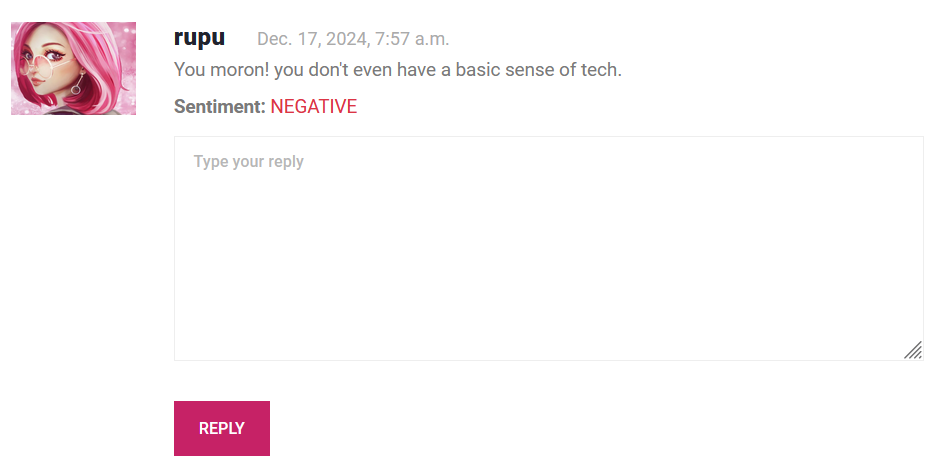 rupu Dec. 17, 2024, 7:57 a.m.
You moron! you don't even have a basic sense of tech.
Sentiment: NEGATIVE
Type your reply
REPLY